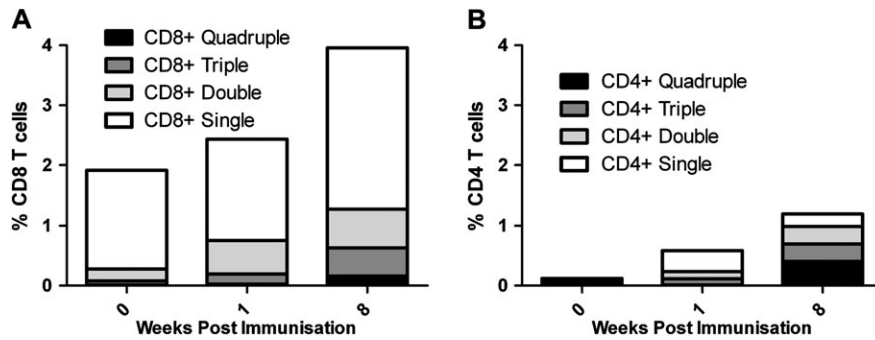 A
CD8+ Quadruple
CD8+ Triple
CD8+ Double
CD8+ Single
% CD8 T cells
4
3
2
1
0
0
1
8
Weeks Post Immunisation
B
CD4+ Quadruple
CD4+ Triple
CD4+ Double
CD4+ Single
% CD4 T cells
4
3
2
1
0
0
1
8
Weeks Post Immunisation